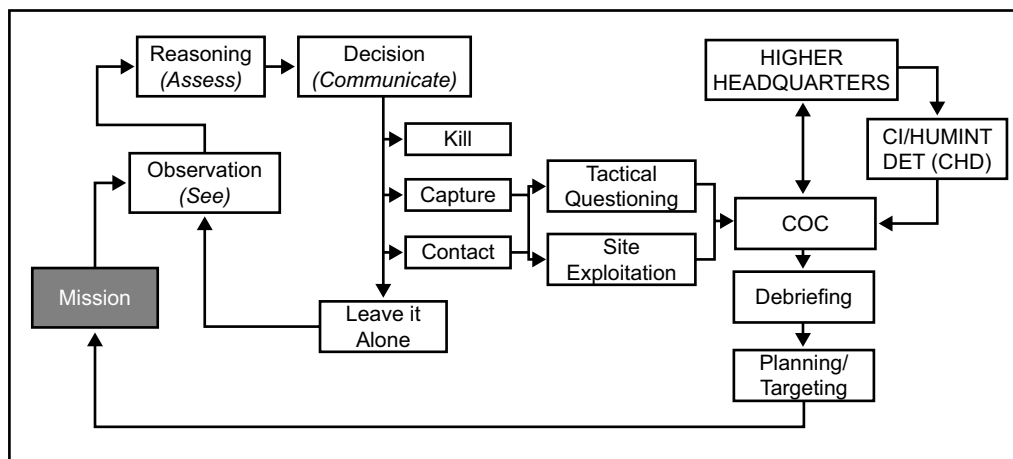 Reasoning
(Assess)
Decision
(Communicate)
HIGHER
HEADQUARTERS
Kill
CI/HUMINT
DET (CHD)
Observation
(See)
Capture
Tactical
Questioning
COC
Contact
Site
Exploitation
Mission
Debriefing
Leave it
Alone
Planning/
Targeting